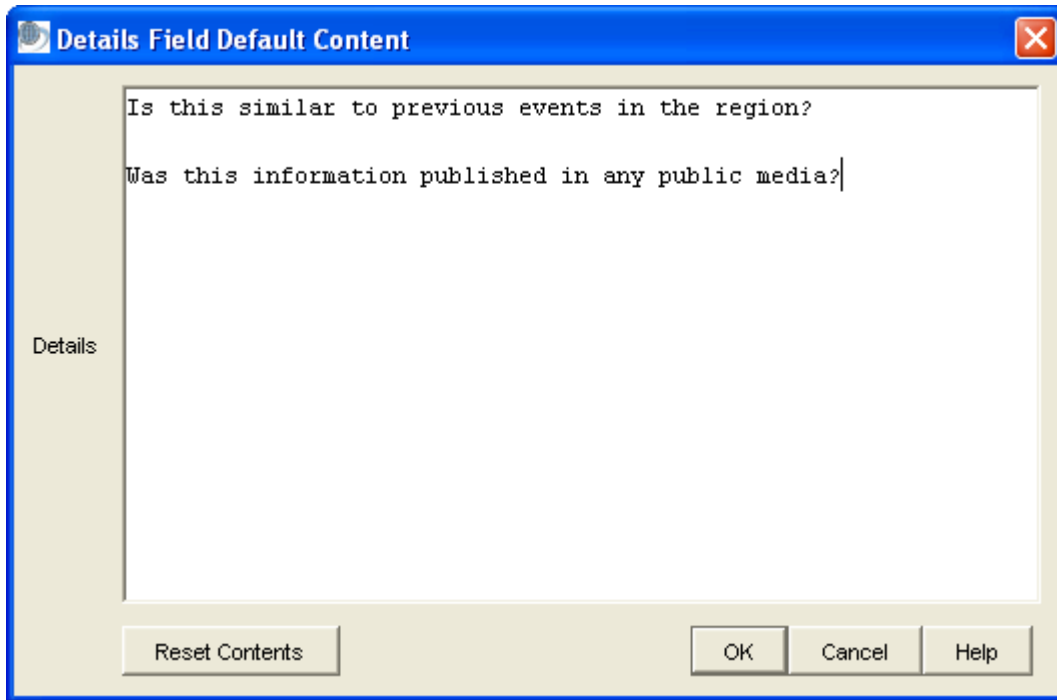 Details Field Default Content
Is this similar to previous events in the region?
Was this information published in any public media?
Details
Reset Contents
OK
Cancel
Help